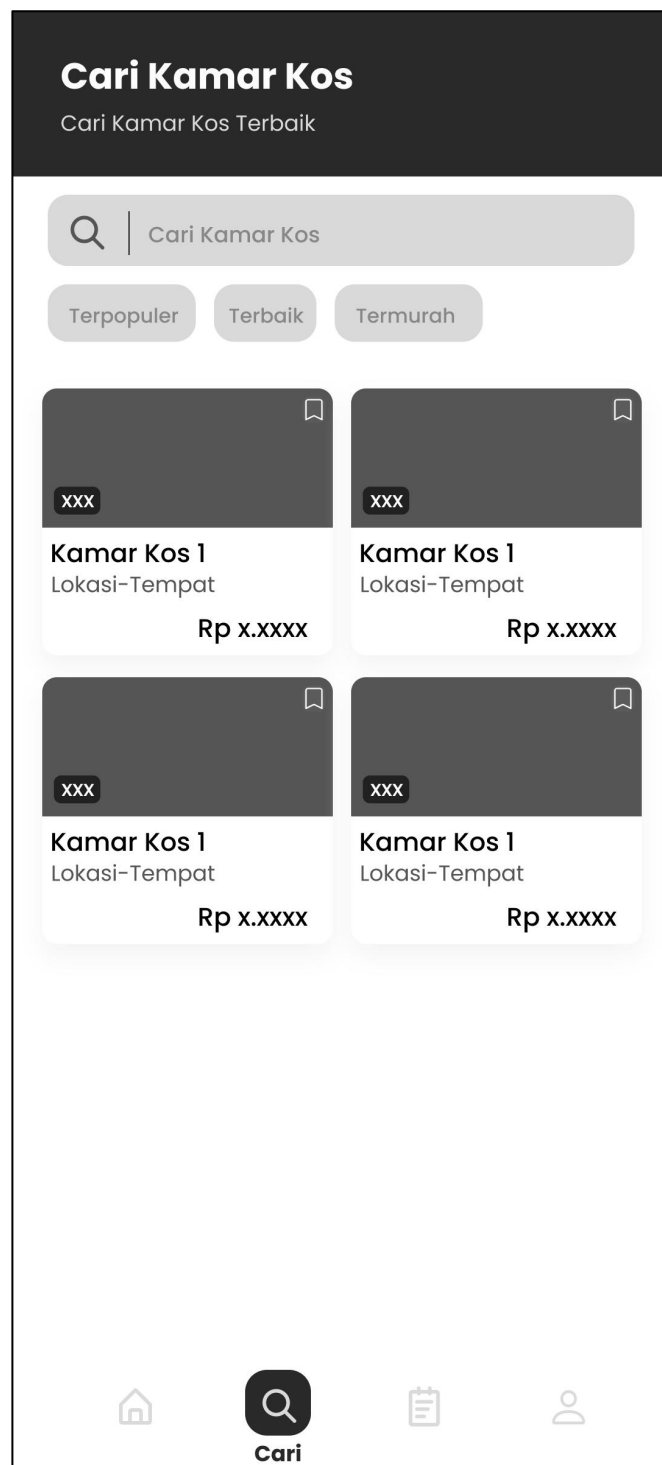 Cari Kamar Kos
Cari Kamar Kos Terbaik
Cari Kamar Kos
Terpopuler Terbaik Termurah
XXX XXX
Kamar Kos 1 Kamar Kos 1
Lokasi-Tempat Lokasi-Tempat
Rp x.xxxx Rp x.xxxx
XXX XXX
Kamar Kos 1 Kamar Kos 1
Lokasi-Tempat Lokasi-Tempat
Rp x.xxxx Rp x.xxxx
Cari